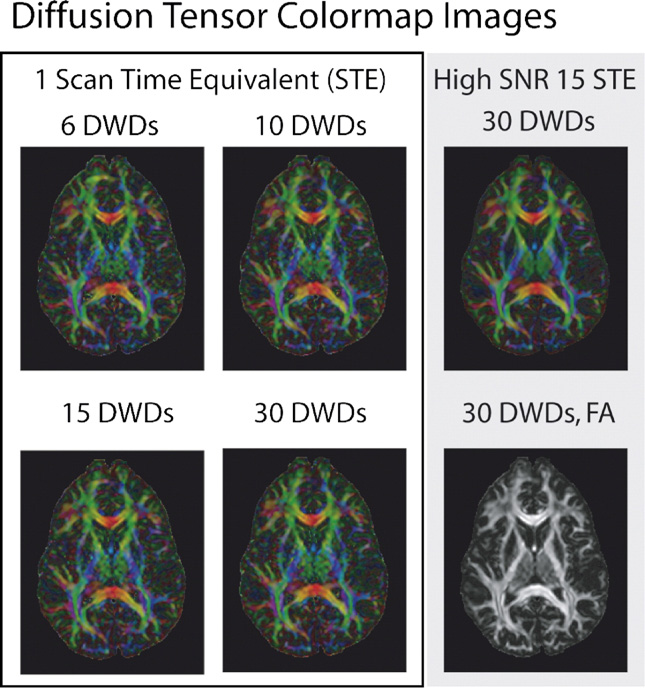 Diffusion Tensor Colormap Images
1 Scan Time Equivalent (STE)
6 DWDs
10 DWDs
15 DWDs
30 DWDs
High SNR 15 STE
30 DWDs
30 DWDs, FA